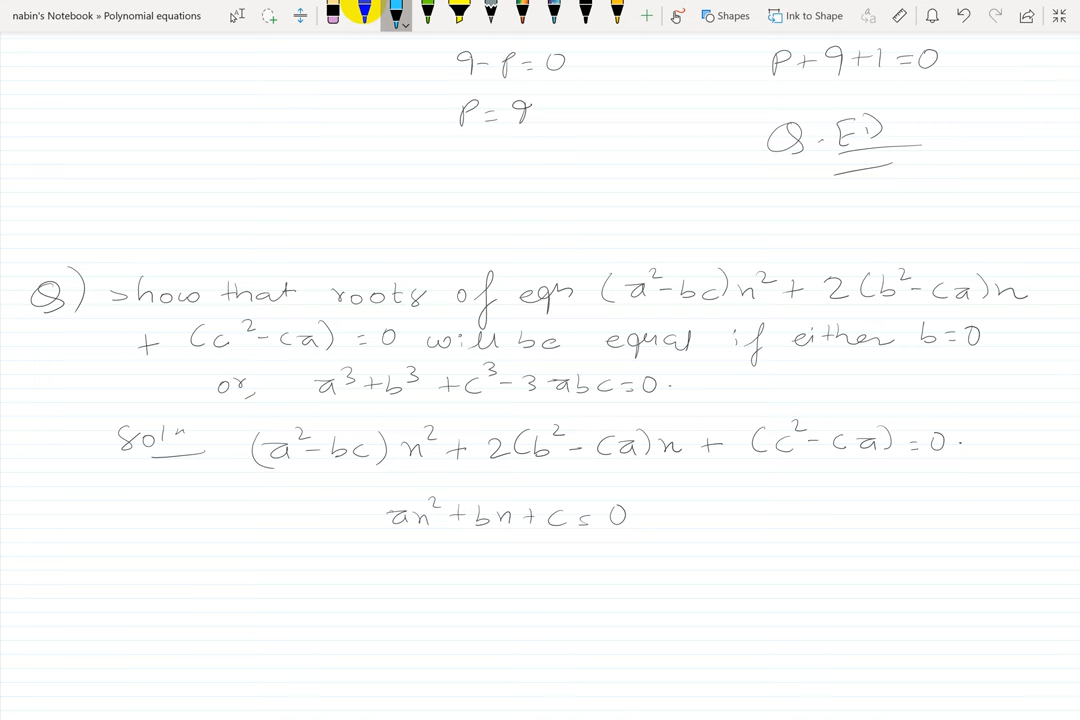 nabin's Notebook » Polynomial equations
Shapes Ink to Shape
q-p=0 p+q+1=0
p=q Q.ED
Q) show that roots of eqn (a²-bc)x²+2(b²-ca)x
+(c²-ca)=0 will be equal if either b=0
or, a³+b³+c³-3abc=0.
Solⁿ (a²-bc)x²+2(b²-ca)x+(c²-ca)=0.
ax²+bx+c=0